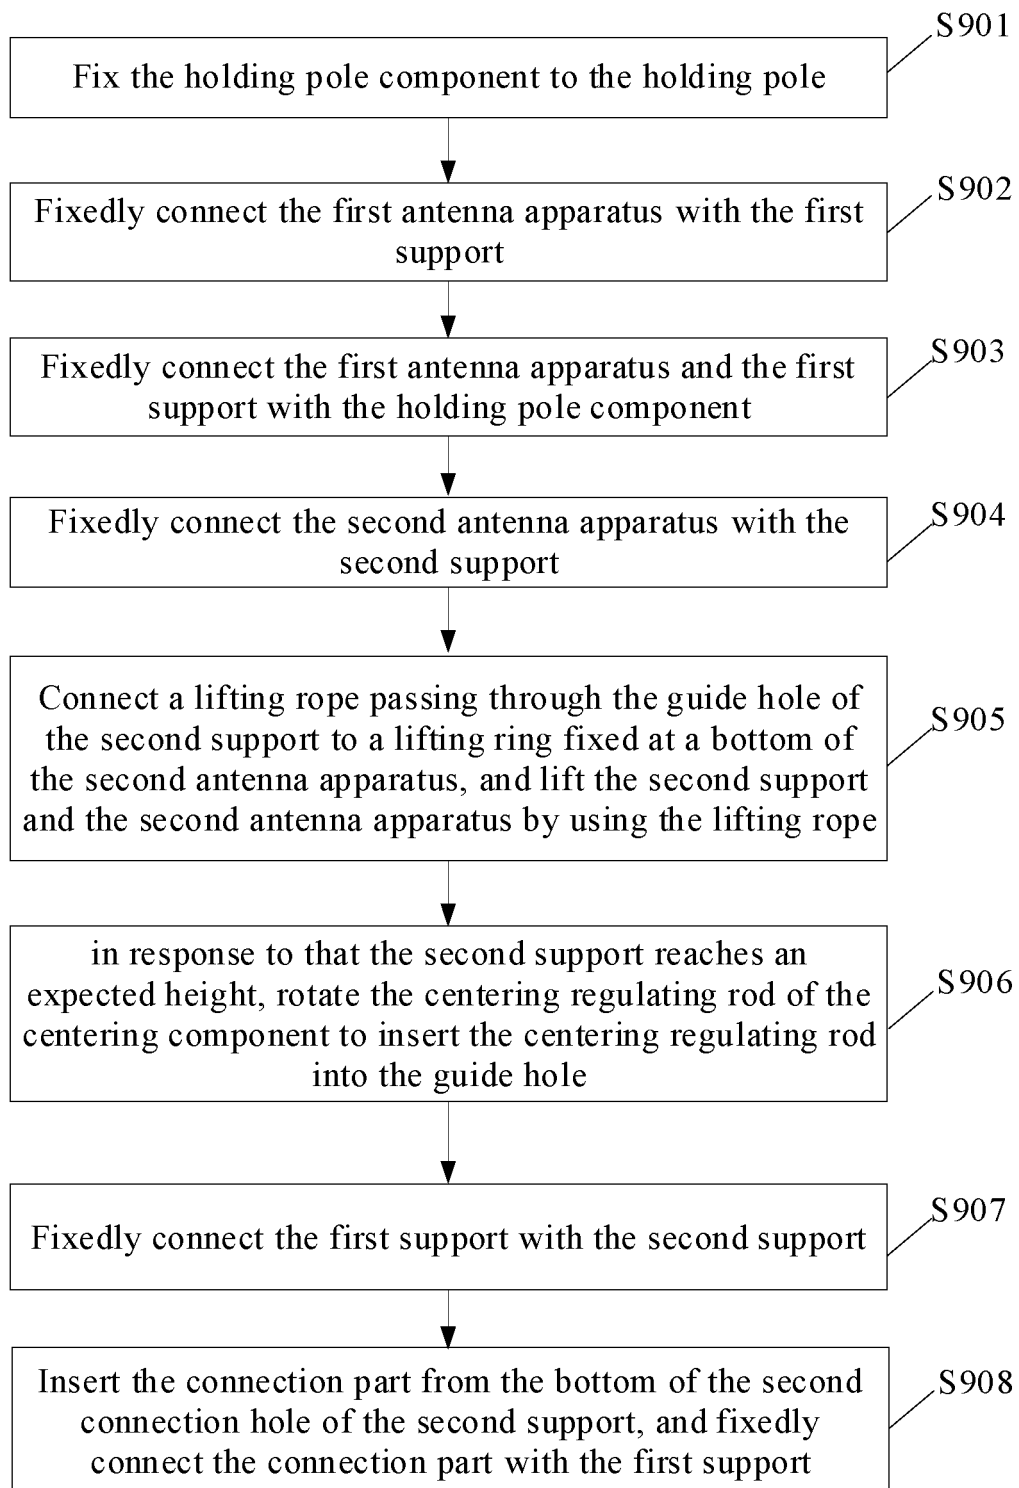 S901
Fix the holding pole component to the holding pole
S902
Fixedly connect the first antenna apparatus with the first
support
S903
Fixedly connect the first antenna apparatus and the first
support with the holding pole component
S904
Fixedly connect the second antenna apparatus with the
second support
S905
Connect a lifting rope passing through the guide hole of
the second support to a lifting ring fixed at a bottom of
the second antenna apparatus, and lift the second support
and the second antenna apparatus by using the lifting rope
S906
in response to that the second support reaches an
expected height, rotate the centering regulating rod of the
centering component to insert the centering regulating rod
into the guide hole
S907
Fixedly connect the first support with the second support
S908
Insert the connection part from the bottom of the second
connection hole of the second support, and fixedly
connect the connection part with the first support